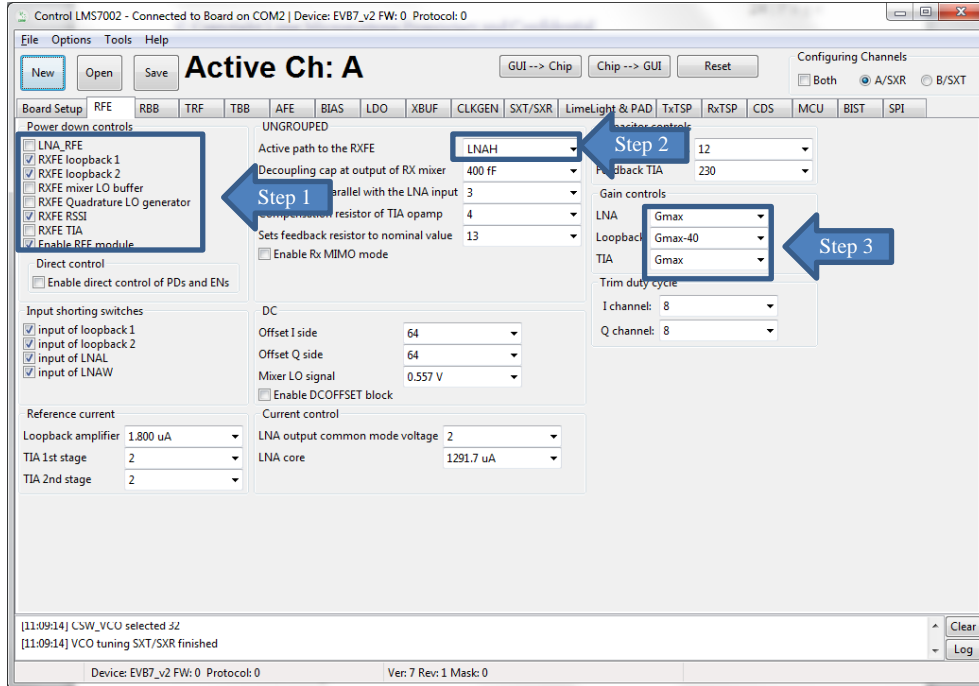 Control LMS7002 - Connected to Board on COM2 | Device: EVB7_v2 FW: 0 Protocol: 0
File Options Tools Help
New Open Save Active Ch: A GUI --> Chip Chip --> GUI Reset
Configuring Channels
Both A/SXR B/SXT
Board Setup RFE RBB TRF TBB AFE BIAS LDO XBUF CLKGEN SXT/SXR LimeLight & PAD TxTSP RxTSP CDS MCU BIST SPI
Power down controls
LNA_RFE
RXFE loopback 1
RXFE loopback 2
RXFE mixer LO buffer
RXFE Quadrature LO generator
RXFE RSSI
RXFE TIA
Enable RFE module
Step 1
Direct control
Enable direct control of PDs and ENs
Input shorting switches
input of loopback 1
input of loopback 2
input of LNAL
input of LNAW
Reference current
Loopback amplifier 1.800 uA
TIA 1st stage 2
TIA 2nd stage 2
UNGROUPED
Active path to the RXFE LNAH
Step 2
Decoupling cap at output of RX mixer 400 fF
parallel with the LNA input 3
resistor of TIA opamp 4
Sets feedback resistor to nominal value 13
Enable Rx MIMO mode
DC
Offset I side 64
Offset Q side 64
Mixer LO signal 0.557 V
Enable DCOFFSET block
Current control
LNA output common mode voltage 2
LNA core 1291.7 uA
controls
12
TIA 230
Gain controls
LNA Gmax
Loopback Gmax-40
TIA Gmax
Step 3
Trim duty cycle
I channel: 8
Q channel: 8
[11:09:14] CSW_VCO selected 32
[11:09:14] VCO tuning SXT/SXR finished
Clear
Log
Device: EVB7_v2 FW: 0 Protocol: 0 Ver: 7 Rev: 1 Mask: 0